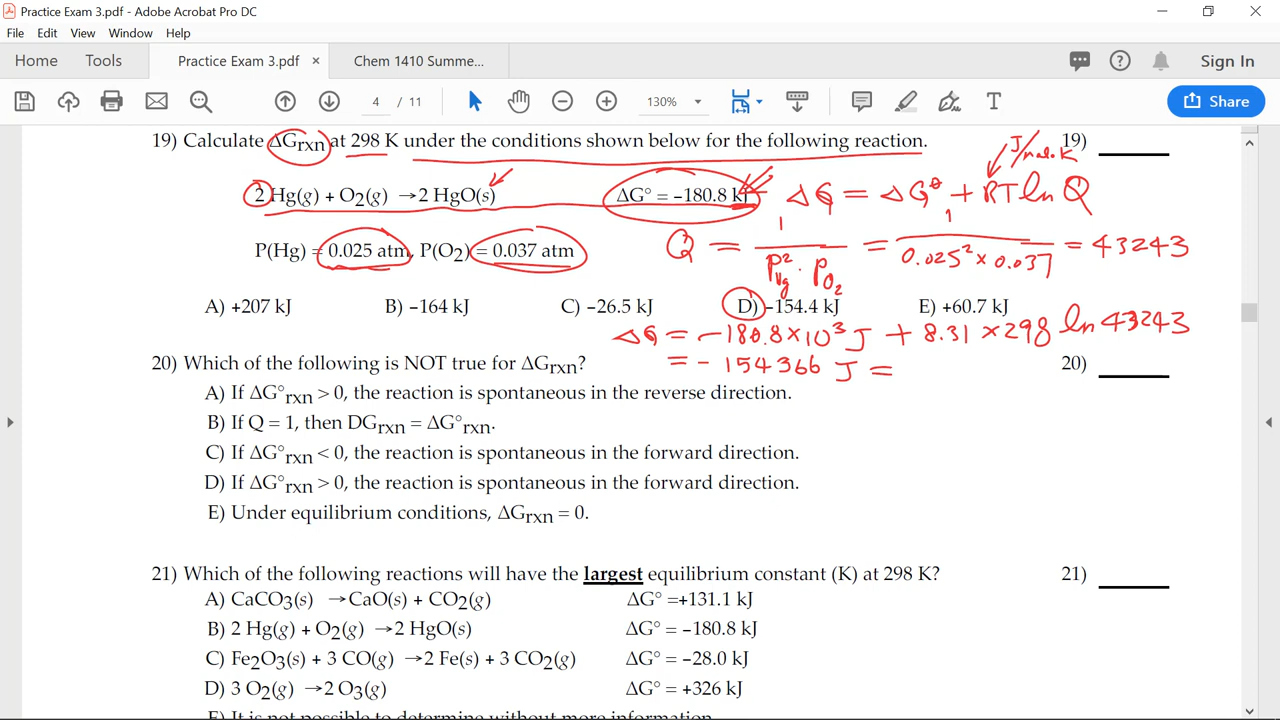 Practice Exam 3.pdf - Adobe Acrobat Pro DC
File Edit View Window Help
Home Tools Practice Exam 3.pdf × Chem 1410 Summe... ? Sign In
4 / 11 130% Share
19) Calculate ΔGrxn at 298 K under the conditions shown below for the following reaction. 19)
J/mol.K
2 Hg(g) + O2(g) →2 HgO(s) ΔG° = -180.8 kJ ΔG = ΔG° + RT ln Q
P(Hg) = 0.025 atm, P(O2) = 0.037 atm Q = 1 / P²Hg · PO2 = 1 / 0.025² × 0.037 = 43243
A) +207 kJ B) -164 kJ C) -26.5 kJ D) -154.4 kJ E) +60.7 kJ
ΔG = -180.8 × 10³ J + 8.31 × 298 ln 43243
= - 154366 J =
20) Which of the following is NOT true for ΔGrxn? 20)
A) If ΔG°rxn > 0, the reaction is spontaneous in the reverse direction.
B) If Q = 1, then DGrxn = ΔG°rxn.
C) If ΔG°rxn < 0, the reaction is spontaneous in the forward direction.
D) If ΔG°rxn > 0, the reaction is spontaneous in the forward direction.
E) Under equilibrium conditions, ΔGrxn = 0.
21) Which of the following reactions will have the largest equilibrium constant (K) at 298 K? 21)
A) CaCO3(s) →CaO(s) + CO2(g) ΔG° =+131.1 kJ
B) 2 Hg(g) + O2(g) →2 HgO(s) ΔG° = -180.8 kJ
C) Fe2O3(s) + 3 CO(g) →2 Fe(s) + 3 CO2(g) ΔG° = -28.0 kJ
D) 3 O2(g) →2 O3(g) ΔG° = +326 kJ
E) It is not possible to determine without more information.